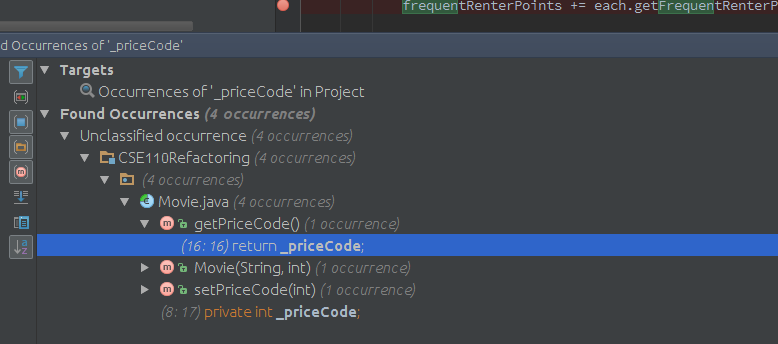 frequentRenterPoints += each.getFrequentRenterP
d Occurrences of '_priceCode'
Targets
Occurrences of '_priceCode' in Project
Found Occurrences (4 occurrences)
Unclassified occurrence (4 occurrences)
CSE110Refactoring (4 occurrences)
(4 occurrences)
Movie.java (4 occurrences)
getPriceCode() (1 occurrence)
(16: 16) return _priceCode;
Movie(String, int) (1 occurrence)
setPriceCode(int) (1 occurrence)
(8: 17) private int _priceCode;